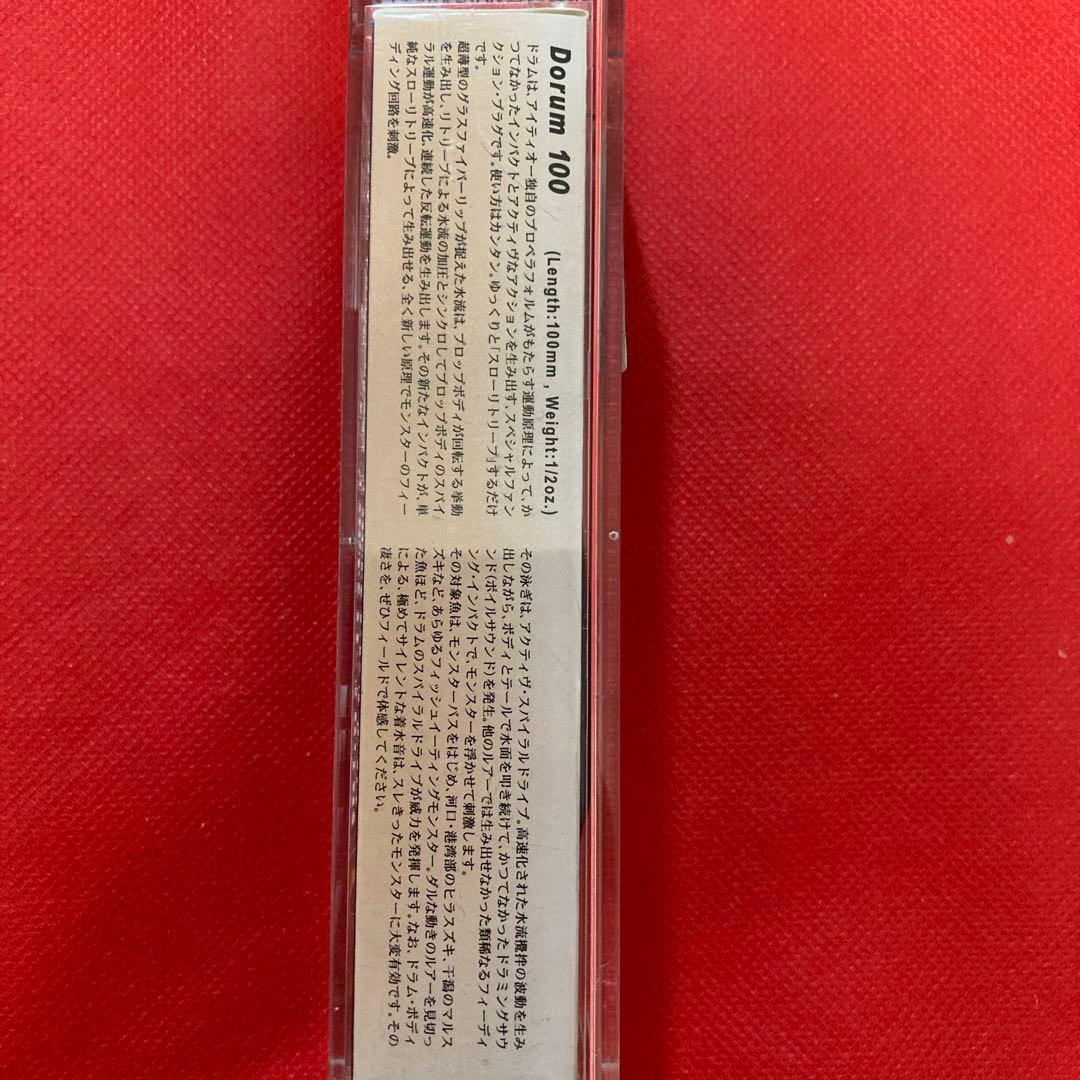 Dorum 100 (Length:100mm , Weight:1/2oz.)
ドラムは、アイティオー独自のプロペラフォルムがもたらす運動原理によって、か
つてなかったインパクトとアクティヴなアクションを生み出す、スペシャルファン
クション・プラグです。使い方はカンタン。ゆっくりと「スローリトリーブ」するだけ
です。
超薄型のグラスファイバーリップが捉えた水流は、プロップボディが回転する挙動
を生み出し、リトリーブによる水流の加圧とシンクロしてプロップボディのスパイ
ラル運動が高速化、連続した反転運動を生み出します。その新たなインパクトが、単
純なスローリトリーブによって生み出せる、全く新しい原理でモンスターのフィー
ディング回路を刺激。
その泳ぎは、アクティヴ・スパイラルドライブ。高速化された水流攪拌の波動を生み
出しながら、ボディとテールで水面を叩き続けて、かつてなかったドラミングサウ
ンド(ボイルサウンド)を発生。他のルアーでは生み出せなかった類稀なるフィーディ
ング・インパクトで、モンスターを浮かせて刺激します。
その対象魚は、モンスターバスをはじめ、河口・港湾部のヒラスズキ、干潟のマルス
ズキなど、あらゆるフィッシュイーティングモンスター。ダルな動きのルアーを見切っ
た魚ほど、ドラムのスパイラルドライブが威力を発揮します。なお、ドラム・ボディ
による、極めてサイレントな着水音は、スレきったモンスターに大変有効です。その
凄さを、ぜひフィールドで体感してください。